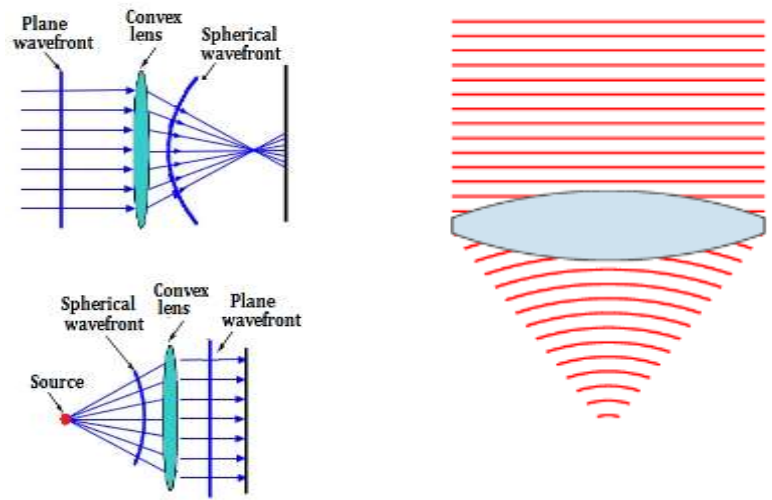 Plane
wavefront
Convex
lens
Spherical
wavefront
Spherical
wavefront
Convex
lens
Plane
wavefront
Source